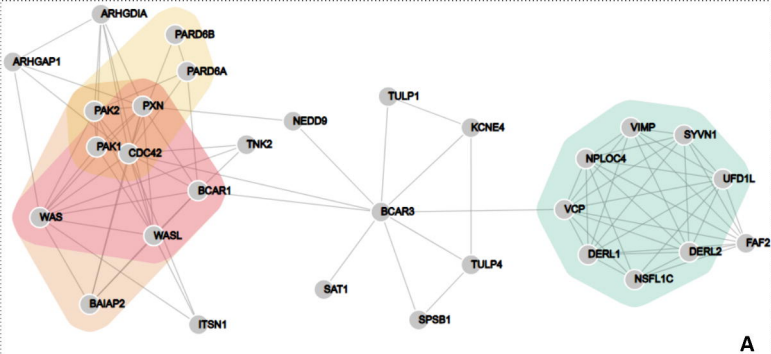 ARHGDIA
PARD6B
ARHGAP1
PARD6A
TULP1
PAK2
PXN
NEDD9
KCNE4
VIMP
SYVN1
PAK1
CDC42
TNK2
NPLOC4
UFD1L
BCAR1
WAS
BCAR3
VCP
WASL
FAF2
DERL1
DERL2
TULP4
NSFL1C
SAT1
BAIAP2
ITSN1
SPSB1
A